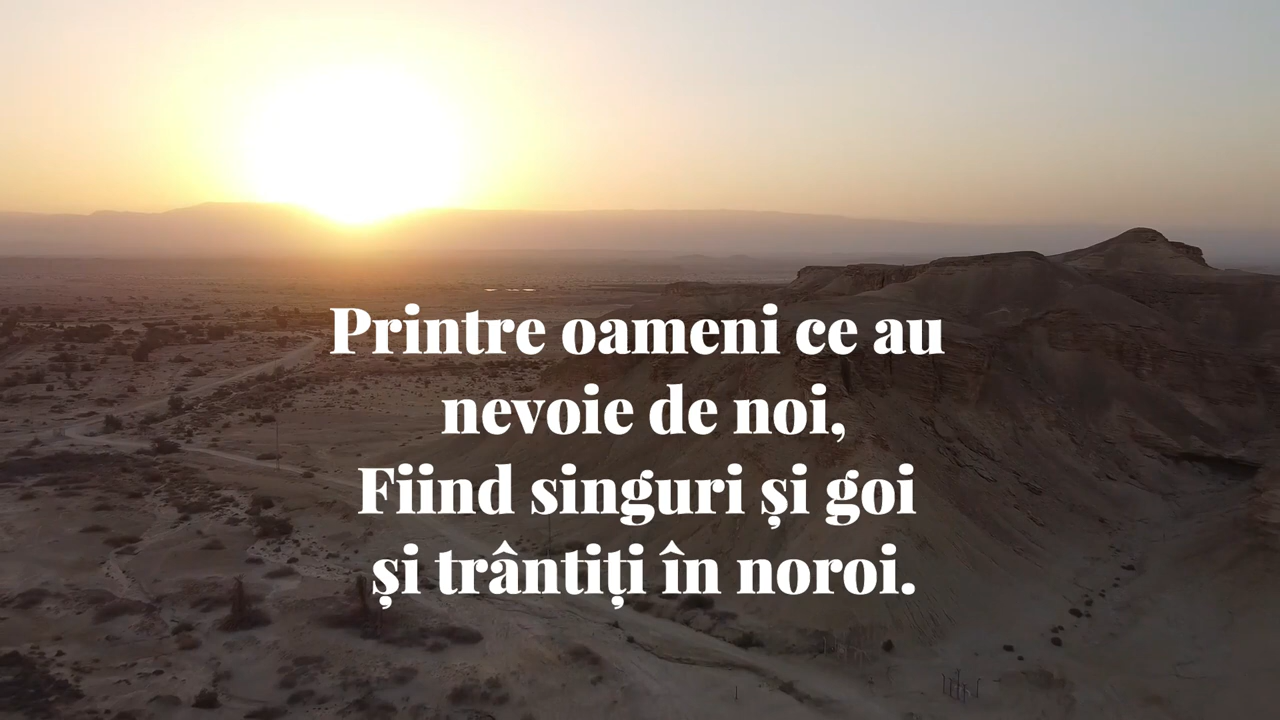 Printre oameni ce au
nevoie de noi,
Fiind singuri și goi
și trântiți în noroi.